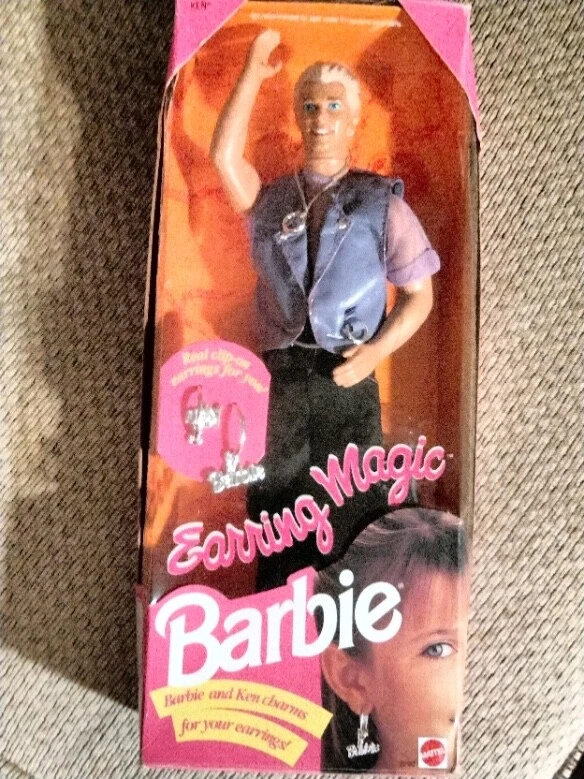 KEN
Real clip-on
earrings for you!
Earring Magic
Barbie
Barbie and Ken charms
for your earrings!
Barbie
MATTEL